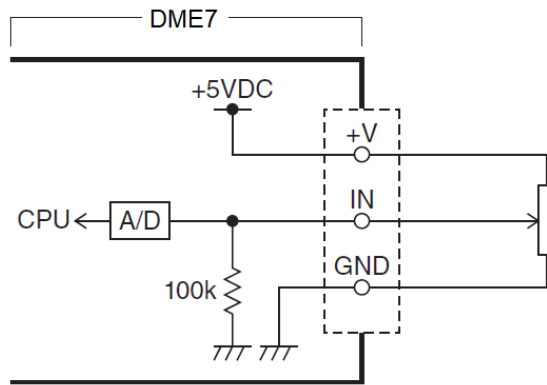 DME7
+5VDC
+V
CPU
A/D
IN
GND
100k